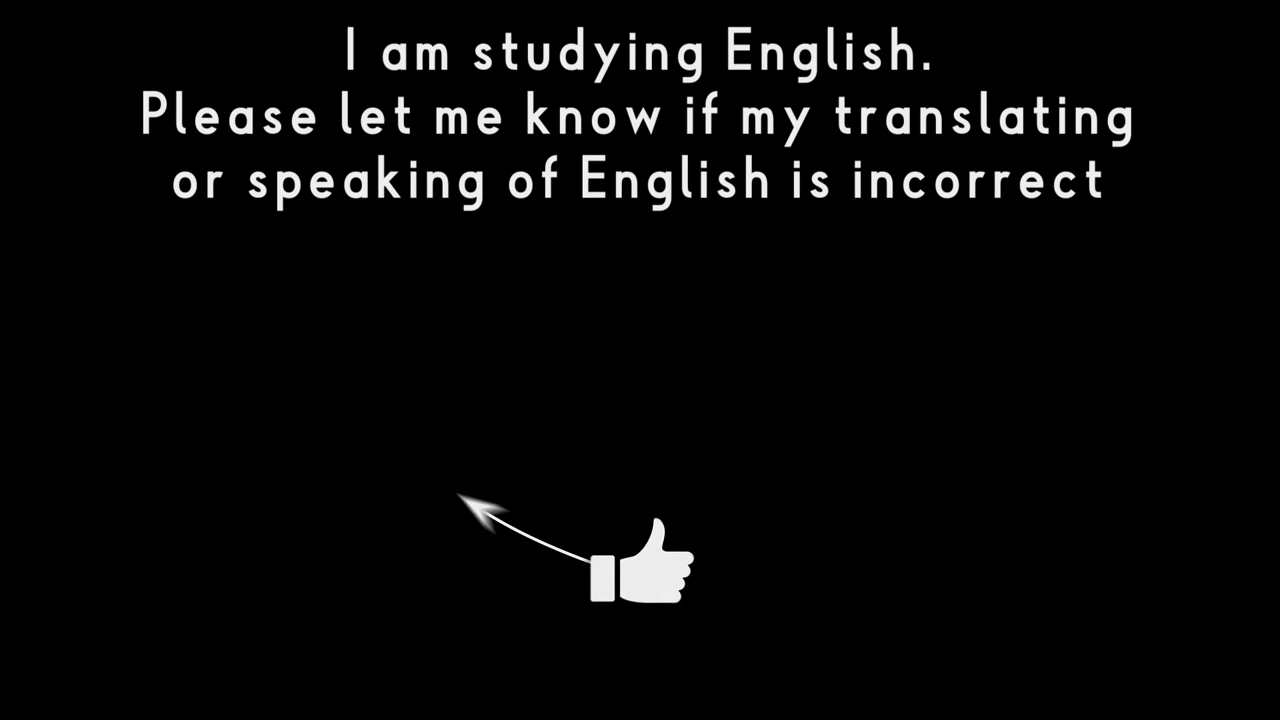 I am studying English.
Please let me know if my translating
or speaking of English is incorrect